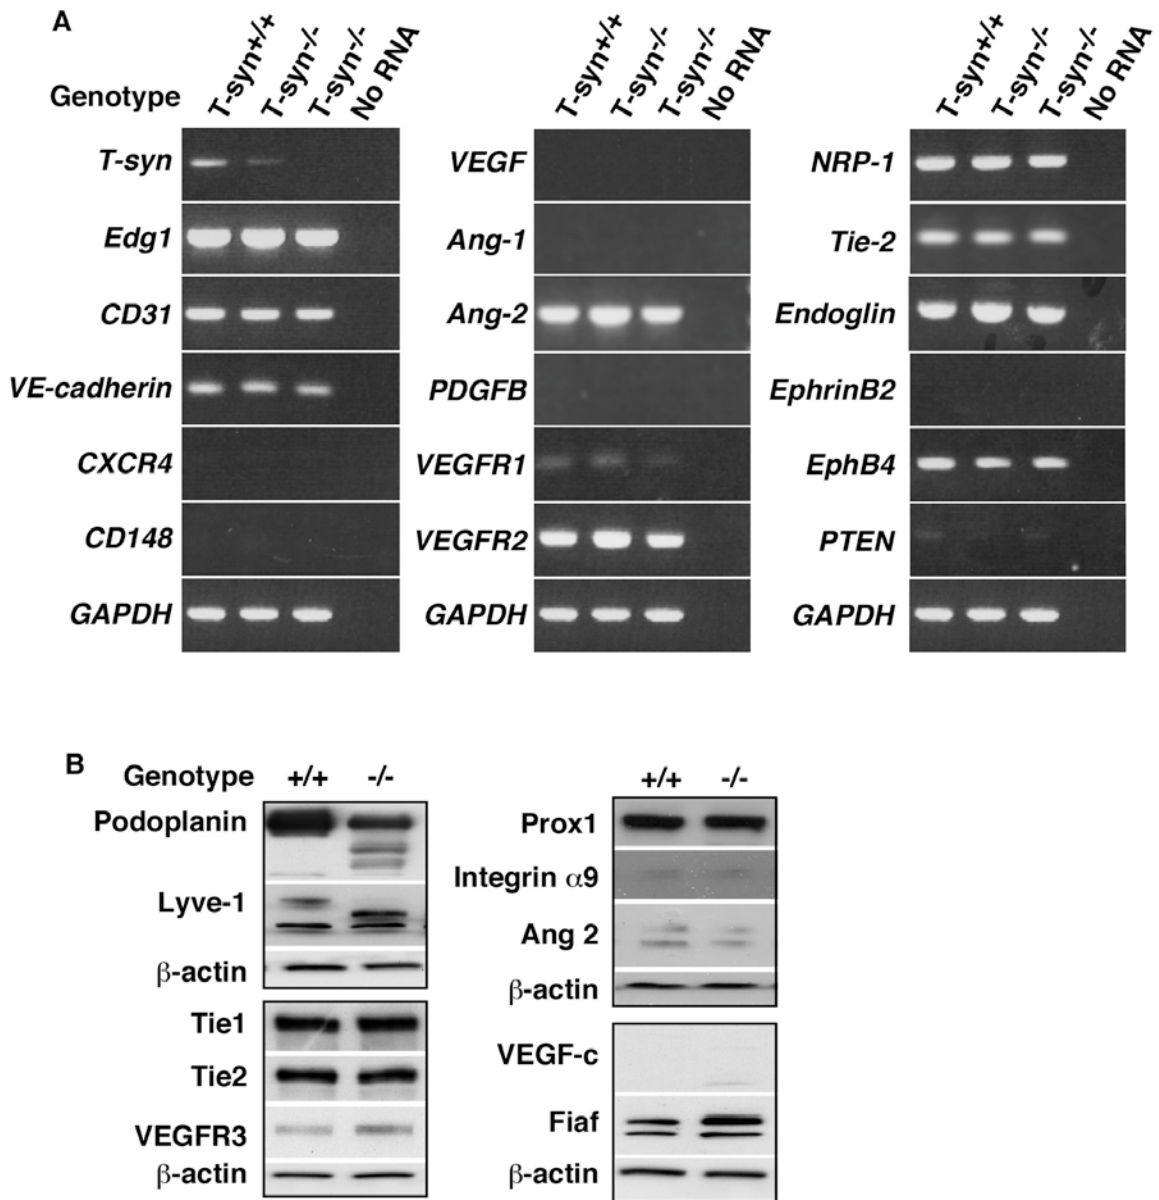 A
Genotype T-syn+/+ T-syn-/- T-syn-/- No RNA T-syn+/+ T-syn-/- T-syn-/- No RNA T-syn+/+ T-syn-/- T-syn-/- No RNA
T-syn VEGF NRP-1
Edg1 Ang-1 Tie-2
CD31 Ang-2 Endoglin
VE-cadherin PDGFB EphrinB2
CXCR4 VEGFR1 EphB4
CD148 VEGFR2 PTEN
GAPDH GAPDH GAPDH
B
Genotype +/+ -/-
Podoplanin
Lyve-1
β-actin
Tie1
Tie2
VEGFR3
β-actin
+/+ -/-
Prox1
Integrin α9
Ang 2
β-actin
VEGF-c
Fiaf
β-actin